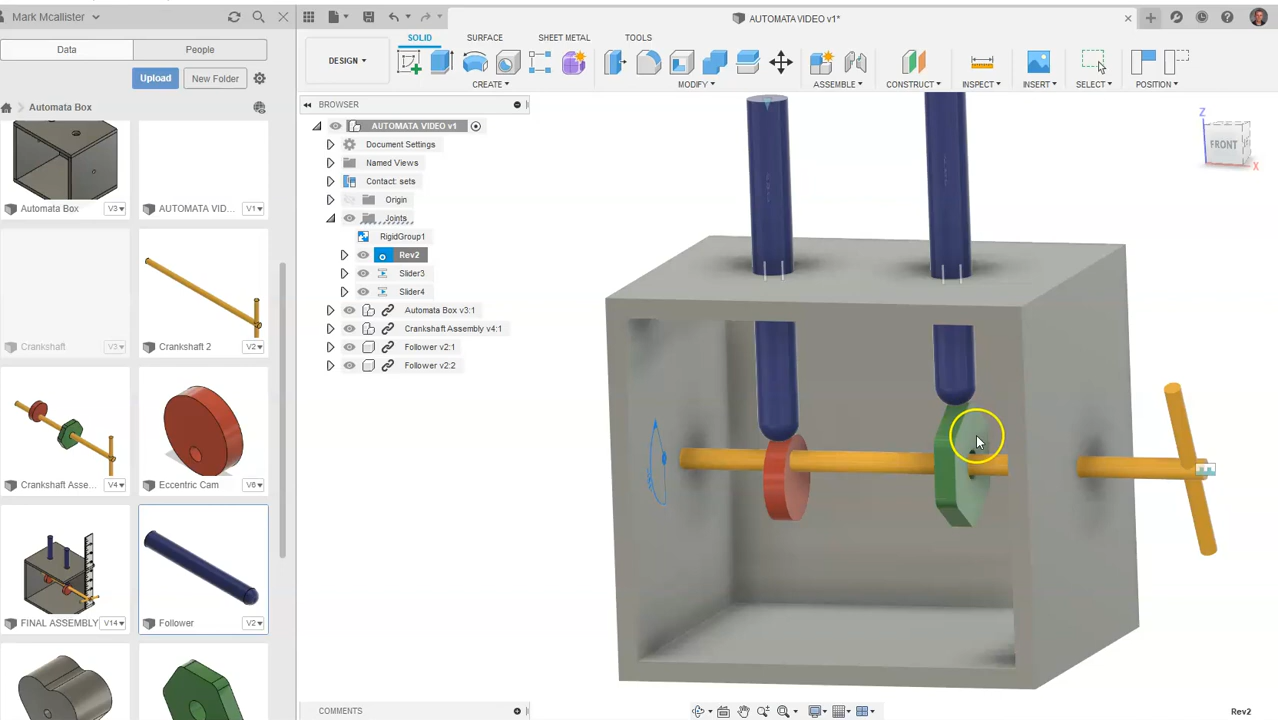 Mark Mcallister
AUTOMATA VIDEO v1*
Data
People
SOLID
SURFACE
SHEET METAL
TOOLS
Upload
New Folder
DESIGN
CREATE
MODIFY
ASSEMBLE
CONSTRUCT
INSPECT
INSERT
SELECT
POSITION
Automata Box
BROWSER
AUTOMATA VIDEO v1
Document Settings
Named Views
Contact: sets
Origin
Joints
RigidGroup1
Rev2
Slider3
Slider4
Automata Box v3:1
Crankshaft Assembly v4:1
Follower v2:1
Follower v2:2
Z
FRONT
X
Automata Box V3
AUTOMATA VID... V1
Crankshaft V3
Crankshaft 2 V2
Crankshaft Asse... V4
Eccentric Cam V6
FINAL ASSEMBLY V14
Follower V2
COMMENTS
Rev2